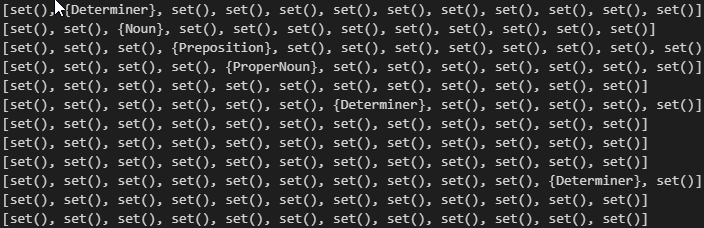 [set(), {Determiner}, set(), set(), set(), set(), set(), set(), set(), set(), set(), set()]
[set(), set(), {Noun}, set(), set(), set(), set(), set(), set(), set(), set(), set()]
[set(), set(), set(), {Preposition}, set(), set(), set(), set(), set(), set(), set(), set()
[set(), set(), set(), set(), {ProperNoun}, set(), set(), set(), set(), set(), set(), set()]
[set(), set(), set(), set(), set(), set(), set(), set(), set(), set(), set(), set()]
[set(), set(), set(), set(), set(), set(), {Determiner}, set(), set(), set(), set(), set()]
[set(), set(), set(), set(), set(), set(), set(), set(), set(), set(), set(), set()]
[set(), set(), set(), set(), set(), set(), set(), set(), set(), set(), set(), set()]
[set(), set(), set(), set(), set(), set(), set(), set(), set(), set(), set(), set()]
[set(), set(), set(), set(), set(), set(), set(), set(), set(), set(), {Determiner}, set()]
[set(), set(), set(), set(), set(), set(), set(), set(), set(), set(), set(), set()]
[set(), set(), set(), set(), set(), set(), set(), set(), set(), set(), set(), set()]